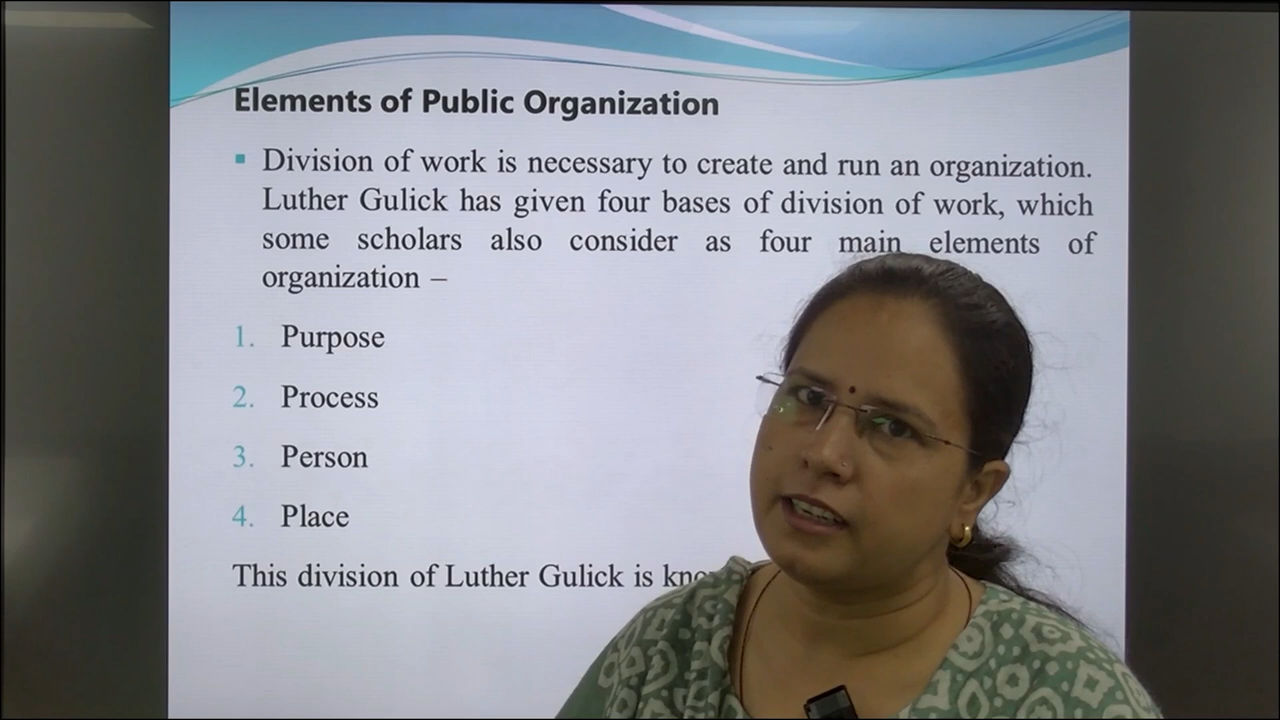 Elements of Public Organization
▪ Division of work is necessary to create and run an organization.
Luther Gulick has given four bases of division of work, which
some scholars also consider as four main elements of
organization –
1. Purpose
2. Process
3. Person
4. Place
This division of Luther Gulick is